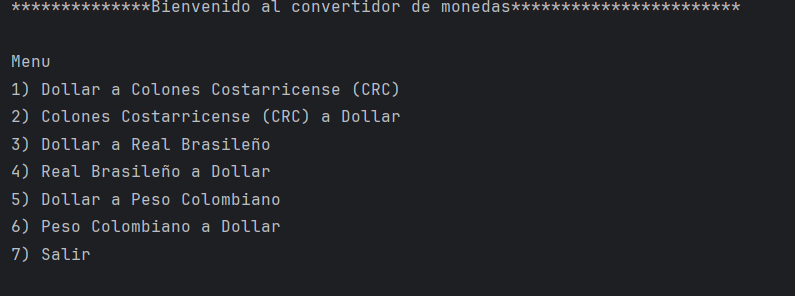 **************Bienvenido al convertidor de monedas***********************
Menu
1) Dollar a Colones Costarricense (CRC)
2) Colones Costarricense (CRC) a Dollar
3) Dollar a Real Brasileño
4) Real Brasileño a Dollar
5) Dollar a Peso Colombiano
6) Peso Colombiano a Dollar
7) Salir